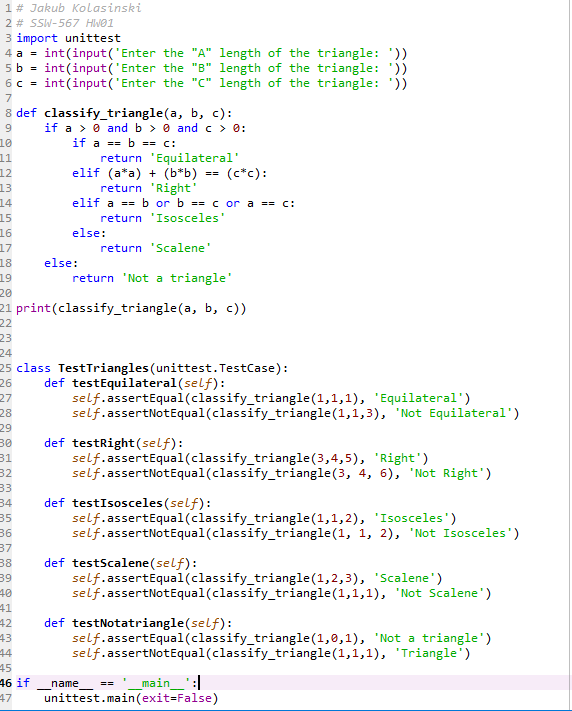 1 # Jakub Kolasinski
2 # SSW-567 HW01
3 import unittest
4 a = int(input('Enter the "A" length of the triangle: '))
5 b = int(input('Enter the "B" length of the triangle: '))
6 c = int(input('Enter the "C" length of the triangle: '))
7
8 def classify_triangle(a, b, c):
9     if a > 0 and b > 0 and c > 0:
10         if a == b == c:
11             return 'Equilateral'
12         elif (a*a) + (b*b) == (c*c):
13             return 'Right'
14         elif a == b or b == c or a == c:
15             return 'Isosceles'
16         else:
17             return 'Scalene'
18     else:
19         return 'Not a triangle'
20
21 print(classify_triangle(a, b, c))
22
23
24
25 class TestTriangles(unittest.TestCase):
26     def testEquilateral(self):
27         self.assertEqual(classify_triangle(1,1,1), 'Equilateral')
28         self.assertNotEqual(classify_triangle(1,1,3), 'Not Equilateral')
29
30     def testRight(self):
31         self.assertEqual(classify_triangle(3,4,5), 'Right')
32         self.assertNotEqual(classify_triangle(3, 4, 6), 'Not Right')
33
34     def testIsosceles(self):
35         self.assertEqual(classify_triangle(1,1,2), 'Isosceles')
36         self.assertNotEqual(classify_triangle(1, 1, 2), 'Not Isosceles')
37
38     def testScalene(self):
39         self.assertEqual(classify_triangle(1,2,3), 'Scalene')
40         self.assertNotEqual(classify_triangle(1,1,1), 'Not Scalene')
41
42     def testNotatriangle(self):
43         self.assertEqual(classify_triangle(1,0,1), 'Not a triangle')
44         self.assertNotEqual(classify_triangle(1,1,1), 'Triangle')
45
46 if __name__ == '__main__':
47     unittest.main(exit=False)